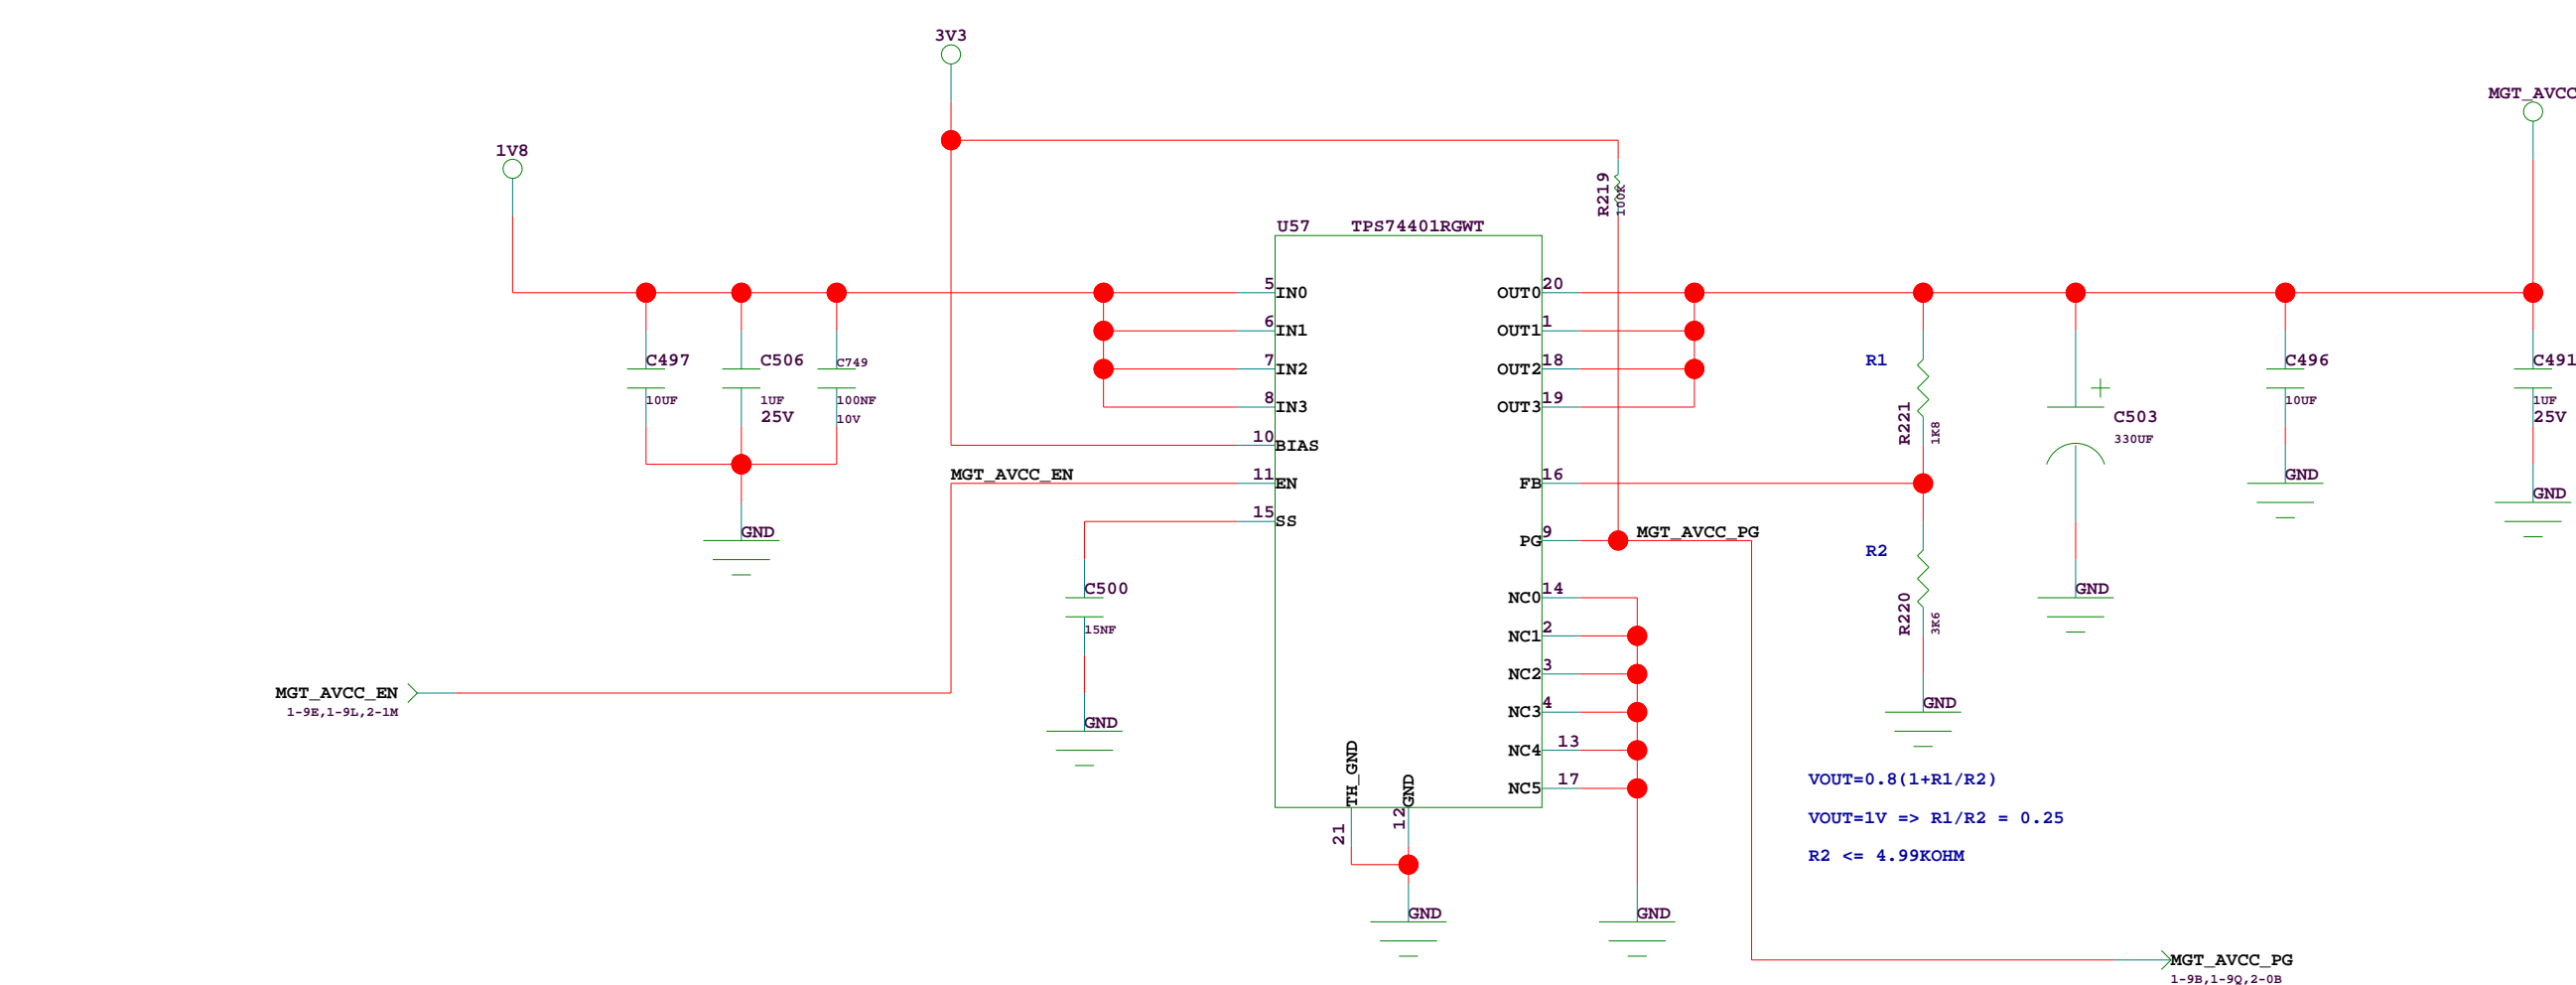 3V3
MGT_AVCC
1V8
R219
100K
U57 TPS74401RGWT
5 IN0
6 IN1
7 IN2
8 IN3
10 BIAS
11 EN
15 SS
OUT0 20
OUT1 1
OUT2 18
OUT3 19
FB 16
PG 9
NC0 14
NC1 2
NC2 3
NC3 4
NC4 13
NC5 17
TH_GND
21
GND
12
C497
10UF
C506
1UF
25V
C749
100NF
10V
GND
MGT_AVCC_EN
C500
15NF
GND
MGT_AVCC_EN
1-9E,1-9L,2-1M
GND
GND
MGT_AVCC_PG
R1
R221
1K8
R2
R220
3K6
GND
C503
330UF
GND
C496
10UF
GND
C491
1UF
25V
GND
VOUT=0.8(1+R1/R2)
VOUT=1V => R1/R2 = 0.25
R2 <= 4.99KOHM
MGT_AVCC_PG
1-9B,1-9Q,2-0B